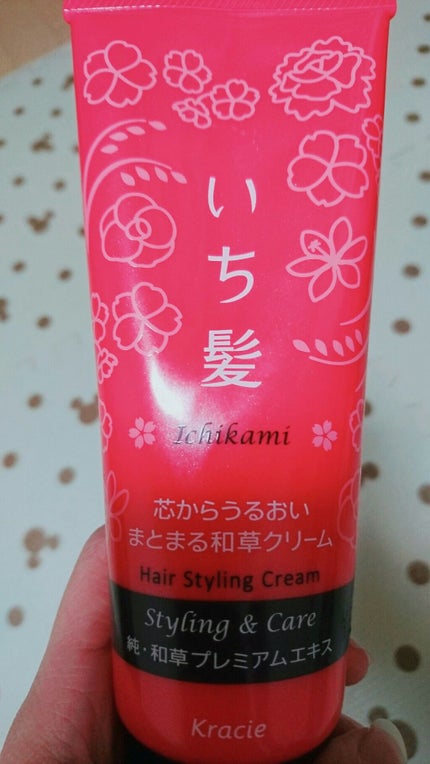 いち髪
Ichikami
芯からうるおい
まとまる和草クリーム
Hair Styling Cream
Styling & Care
純・和草プレミアムエキス
Kracie